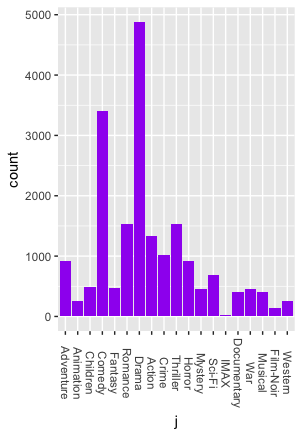 5000
4000
3000
2000
1000
0
count
Adventure
Animation
Children
Comedy
Fantasy
Romance
Drama
Action
Crime
Thriller
Horror
Mystery
Sci-Fi
IMAX
Documentary
War
Musical
Film-Noir
Western
j